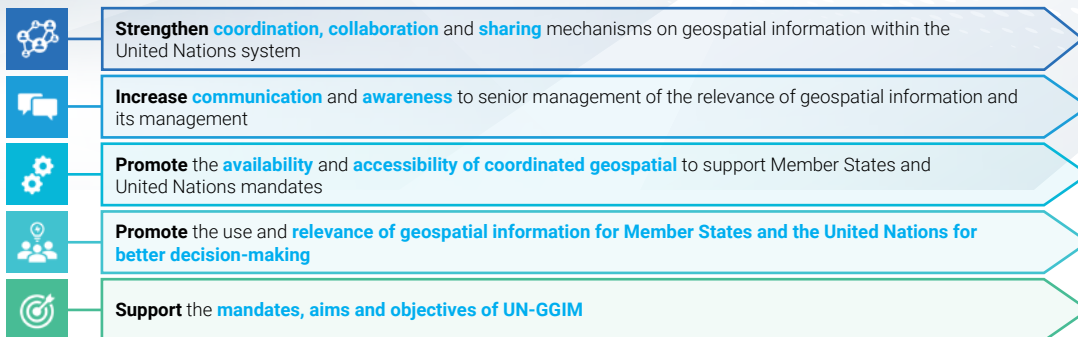 Strengthen coordination, collaboration and sharing mechanisms on geospatial information within the
United Nations system
Increase communication and awareness to senior management of the relevance of geospatial information and
its management
Promote the availability and accessibility of coordinated geospatial to support Member States and
United Nations mandates
Promote the use and relevance of geospatial information for Member States and the United Nations for
better decision-making
Support the mandates, aims and objectives of UN-GGIM